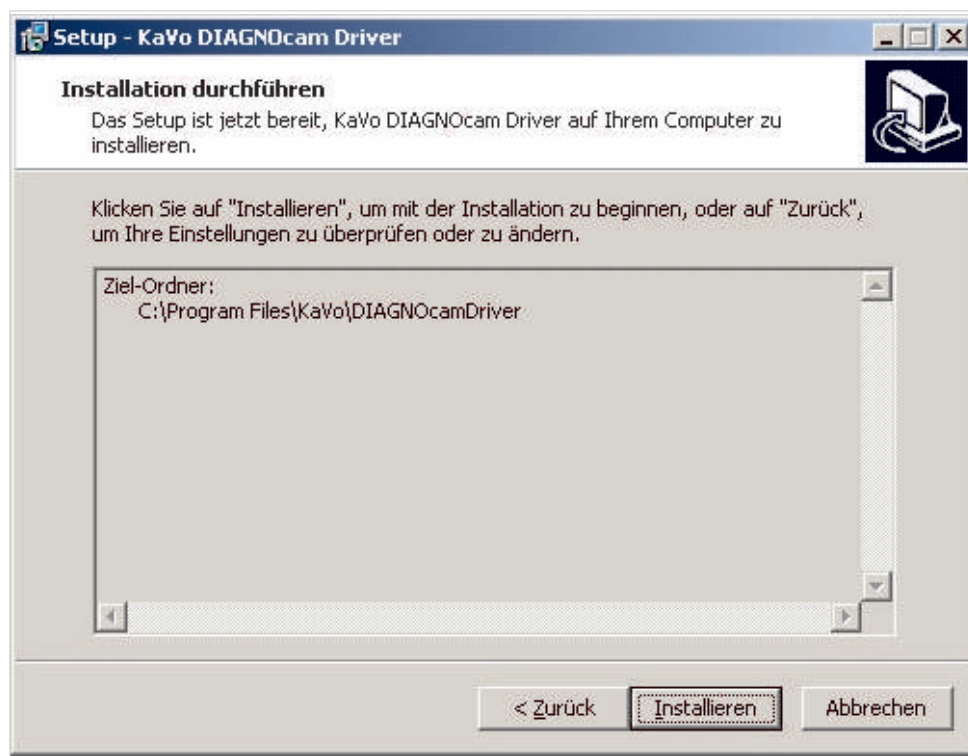 Setup - KaVo DIAGNOcam Driver
Installation durchführen
Das Setup ist jetzt bereit, KaVo DIAGNOcam Driver auf Ihrem Computer zu
installieren.
Klicken Sie auf "Installieren", um mit der Installation zu beginnen, oder auf "Zurück",
um Ihre Einstellungen zu überprüfen oder zu ändern.
Ziel-Ordner:
C:\Program Files\KaVo\DIAGNOcamDriver
< Zurück Installieren Abbrechen